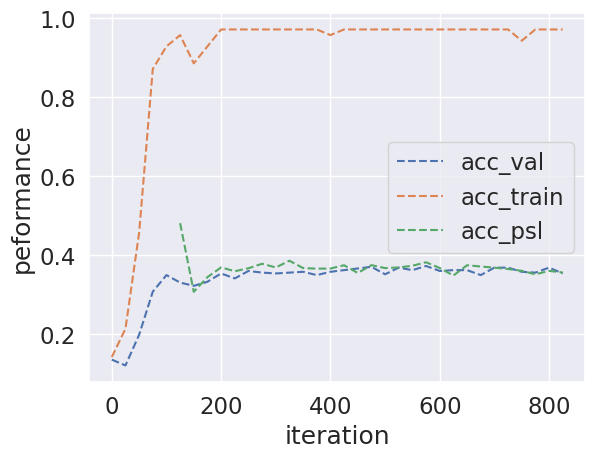 1.0
0.8
0.6
0.4
0.2
peformance
acc_val
acc_train
acc_psl
0 200 400 600 800
iteration